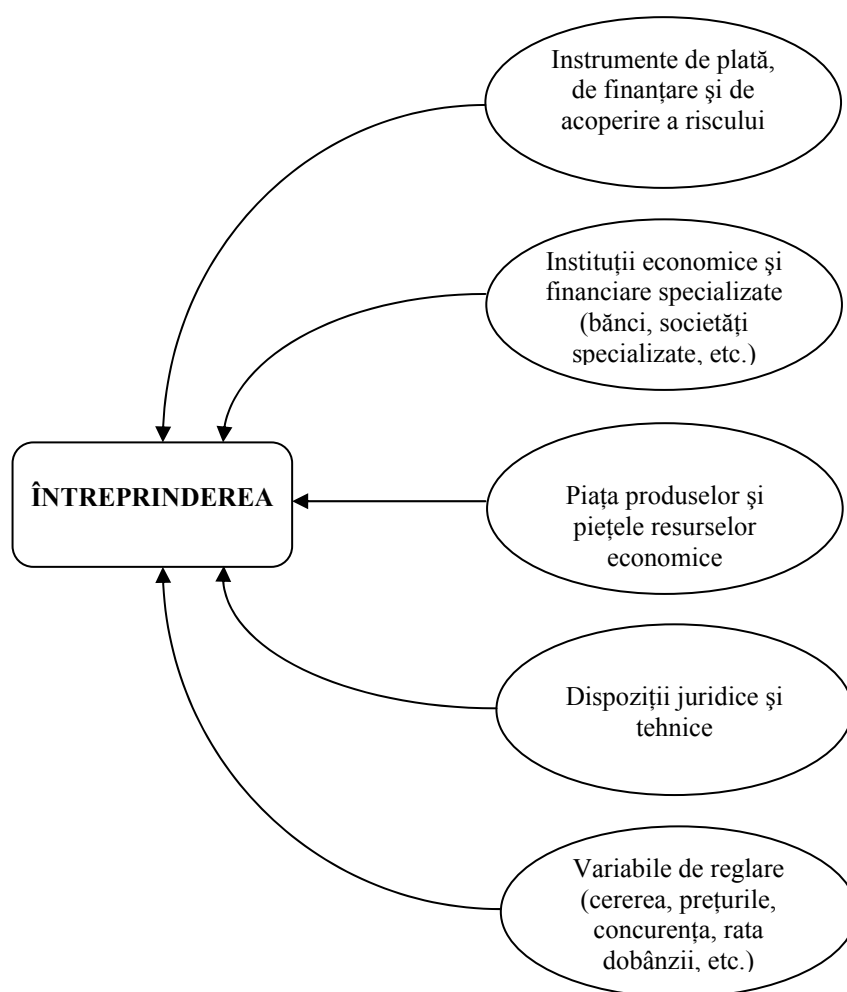 Instrumente de plată,
de finanțare şi de
acoperire a riscului
Instituții economice şi
financiare specializate
(bănci, societăți
specializate, etc.)
ÎNTREPRINDEREA
Piața produselor şi
piețele resurselor
economice
Dispoziții juridice şi
tehnice
Variabile de reglare
(cererea, prețurile,
concurența, rata
dobânzii, etc.)